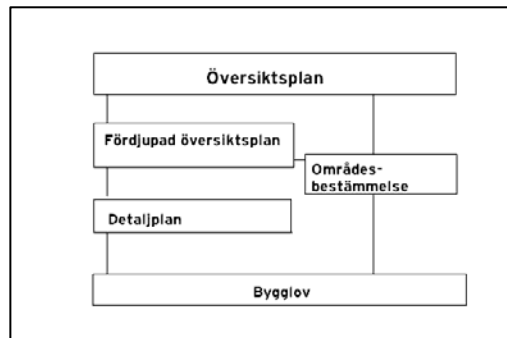 Översiktsplan
Fördjupad översiktsplan
Områdes-
bestämmelse
Detaljplan
Bygglov